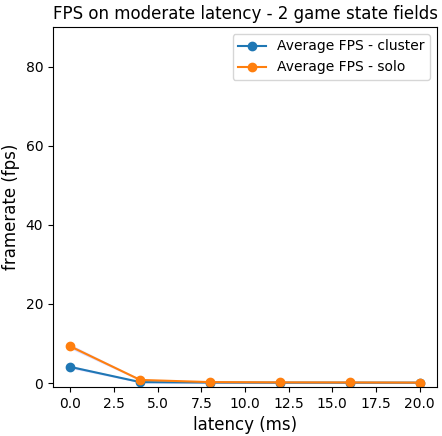 FPS on moderate latency - 2 game state fields
Average FPS - cluster
Average FPS - solo
framerate (fps)
80
60
40
20
0
0.0 2.5 5.0 7.5 10.0 12.5 15.0 17.5 20.0
latency (ms)